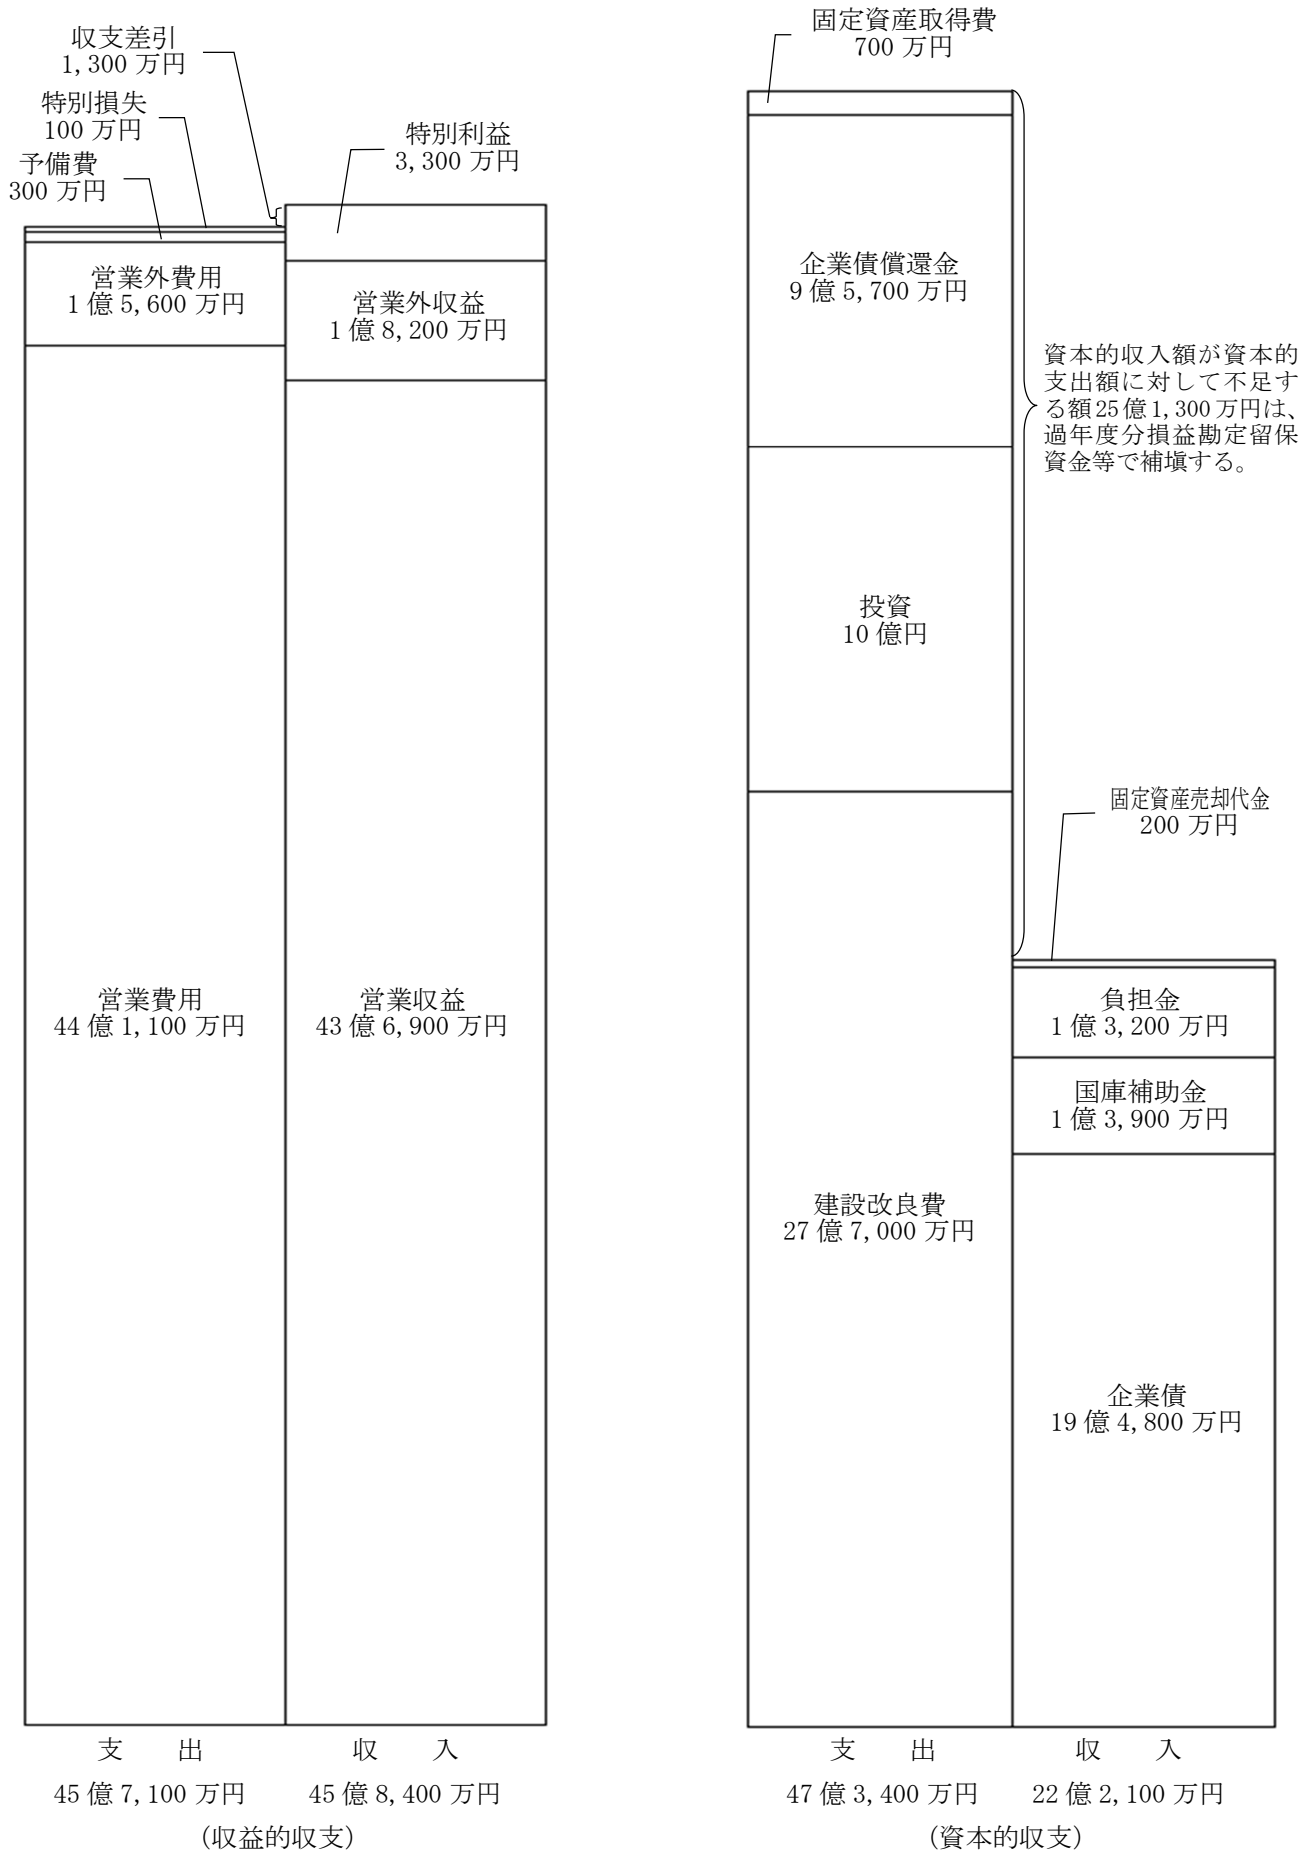 収支差引
1,300 万円
特別損失
100 万円
予備費
300 万円
特別利益
3,300 万円
営業外費用
1 億 5,600 万円
営業外収益
1 億 8,200 万円
営業費用
44 億 1,100 万円
営業収益
43 億 6,900 万円
支 出
45 億 7,100 万円
収 入
45 億 8,400 万円
(収益的収支)
固定資産取得費
700 万円
企業債償還金
9 億 5,700 万円
資本的収入額が資本的
支出額に対して不足す
る額 25 億 1,300 万円は、
過年度分損益勘定留保
資金等で補塡する。
投資
10 億円
固定資産売却代金
200 万円
負担金
1 億 3,200 万円
国庫補助金
1 億 3,900 万円
建設改良費
27 億 7,000 万円
企業債
19 億 4,800 万円
支 出
47 億 3,400 万円
収 入
22 億 2,100 万円
(資本的収支)